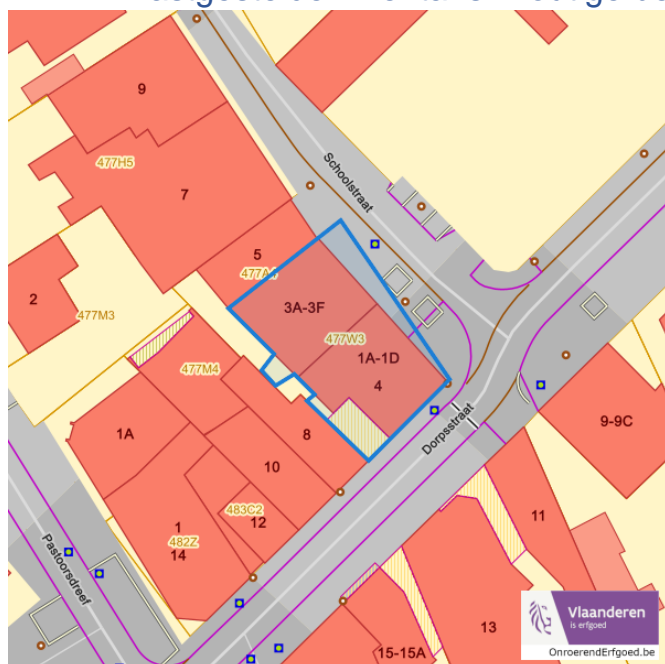 9
477H5
7
Schoolstraat
5
477A4
2
477M3
3A-3F
477W3
1A-1D
4
477M4
8
1A
9-9C
Dorpsstraat
10
483C2
12
1
482Z
14
11
Pastoorsdreef
13
15-15A
Vlaanderen
is erfgoed
OnroerendErfgoed.be